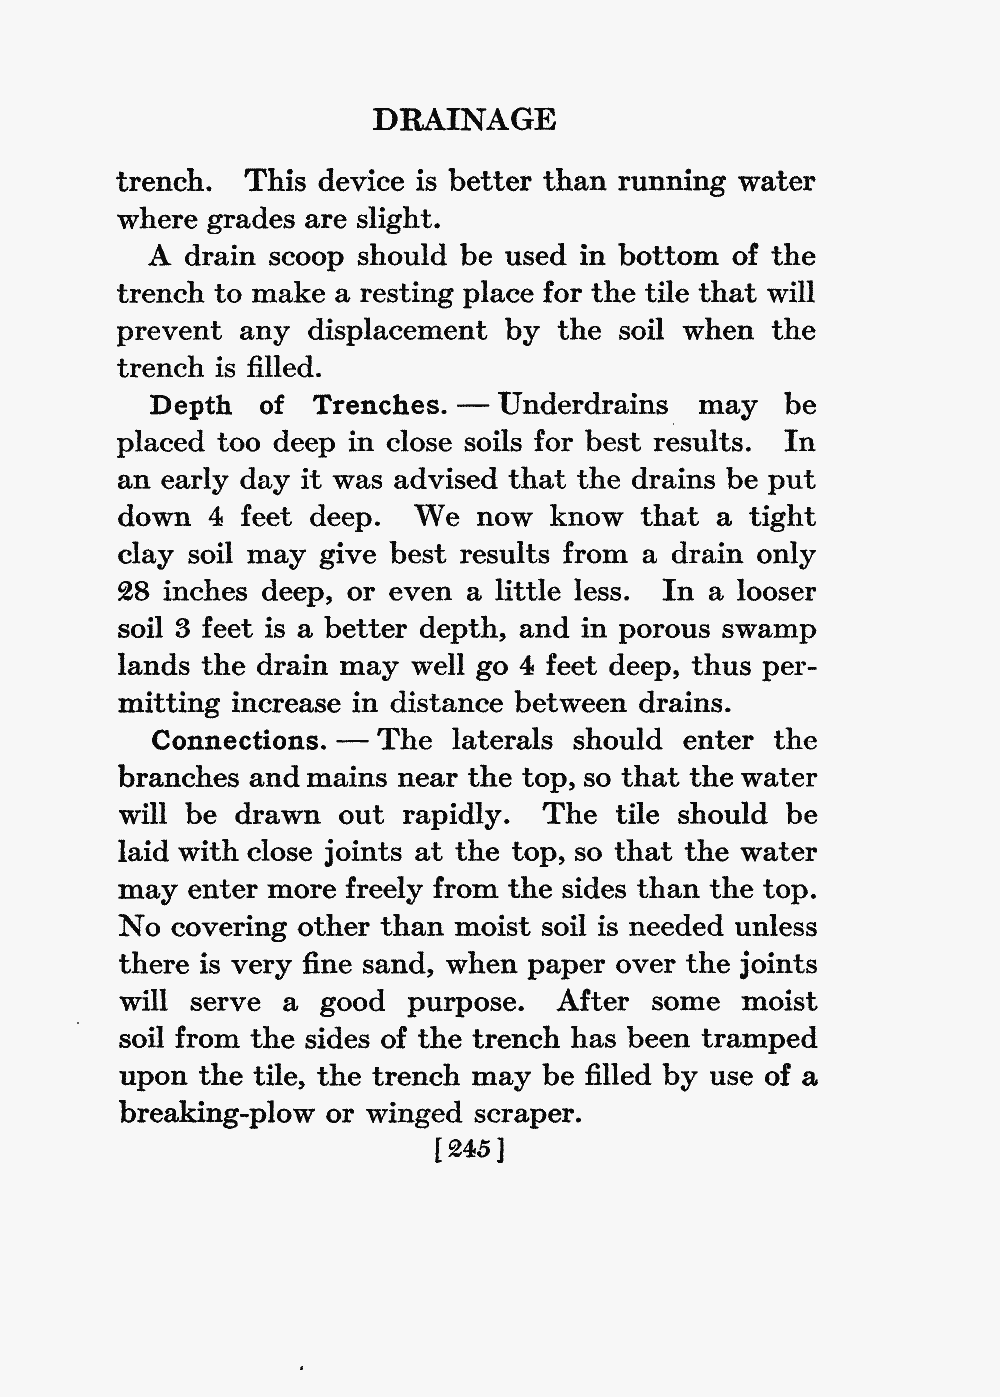 DRAINAGE
trench. This device is better than running water
where grades are slight.
A drain scoop should be used in bottom of the
trench to make a resting place for the tile that will
prevent any displacement by the soil when the
trench is filled.
Depth of Trenches. — Underdrains may be
placed too deep in close soils for best results. In
an early day it was advised that the drains be put
down 4 feet deep. We now know that a tight
clay soil may give best results from a drain only
28 inches deep, or even a little less. In a looser
soil 3 feet is a better depth, and in porous swamp
lands the drain may well go 4 feet deep, thus per-
mitting increase in distance between drains.
Connections. — The laterals should enter the
branches and mains near the top, so that the water
will be drawn out rapidly. The tile should be
laid with close joints at the top, so that the water
may enter more freely from the sides than the top.
No covering other than moist soil is needed unless
there is very fine sand, when paper over the joints
will serve a good purpose. After some moist
soil from the sides of the trench has been tramped
upon the tile, the trench may be filled by use of a
breaking-plow or winged scraper.
[245]